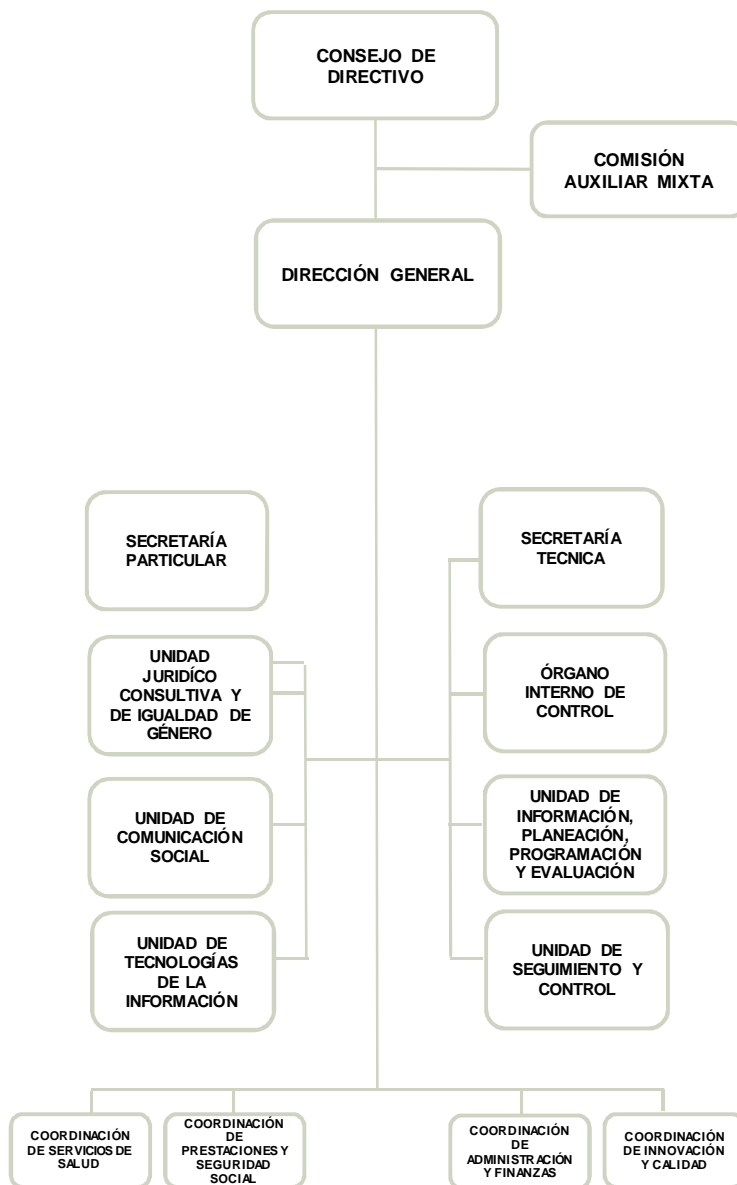 CONSEJO DE
DIRECTIVO
COMISIÓN
AUXILIAR MIXTA
DIRECCIÓN GENERAL
SECRETARÍA
PARTICULAR
SECRETARÍA
TECNICA
UNIDAD
JURIDÍCO
CONSULTIVA Y
DE IGUALDAD DE
GÉNERO
ÓRGANO
INTERNO DE
CONTROL
UNIDAD DE
COMUNICACIÓN
SOCIAL
UNIDAD DE
INFORMACIÓN,
PLANEACIÓN,
PROGRAMACIÓN
Y EVALUACIÓN
UNIDAD DE
TECNOLOGÍAS
DE LA
INFORMACIÓN
UNIDAD DE
SEGUIMIENTO Y
CONTROL
COORDINACIÓN
DE SERVICIOS DE
SALUD
COORDINACIÓN
DE
PRESTACIONES Y
SEGURIDAD
SOCIAL
COORDINACIÓN
DE
ADMINISTRACIÓN
Y FINANZAS
COORDINACIÓN
DE INNOVACIÓN
Y CALIDAD